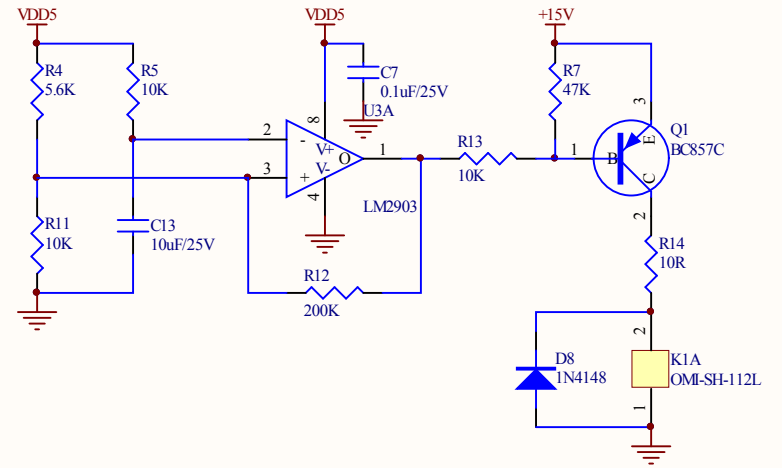 VDD5
VDD5
+15V
R4
5.6K
R5
10K
C7
0.1uF/25V
U3A
R7
47K
3
Q1
BC857C
E
B
C
2
8
2
-
V+
O
1
3
+
V-
4
LM2903
R13
10K
1
R11
10K
C13
10uF/25V
R12
200K
R14
10R
2
D8
1N4148
K1A
OMI-SH-112L
1